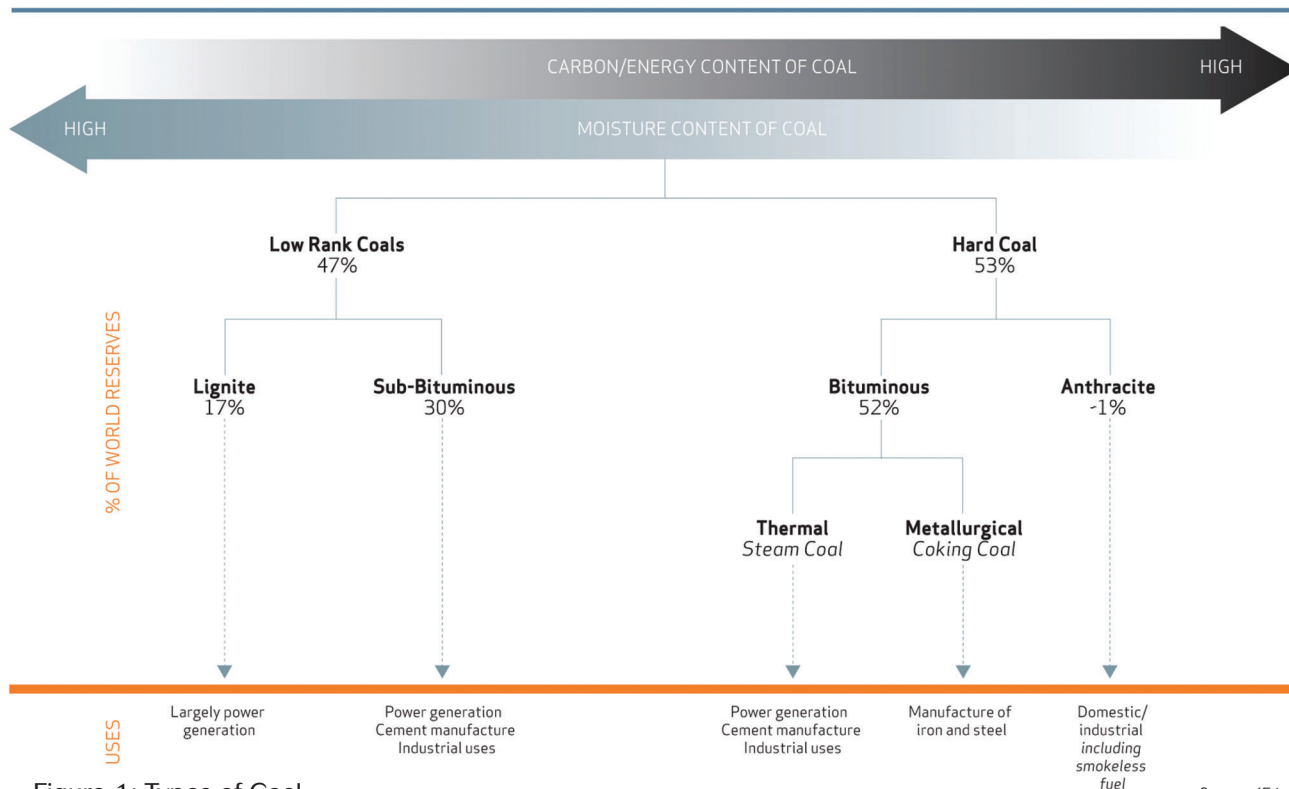 CARBON/ENERGY CONTENT OF COAL
HIGH
HIGH
MOISTURE CONTENT OF COAL
Low Rank Coals
47%
Hard Coal
53%
% OF WORLD RESERVES
Lignite
17%
Sub-Bituminous
30%
Bituminous
52%
Anthracite
-1%
Thermal
Steam Coal
Metallurgical
Coking Coal
USES
Largely power
generation
Power generation
Cement manufacture
Industrial uses
Power generation
Cement manufacture
Industrial uses
Manufacture of
iron and steel
Domestic/
industrial
including
smokeless
fuel
Figure 1: Types of Coal